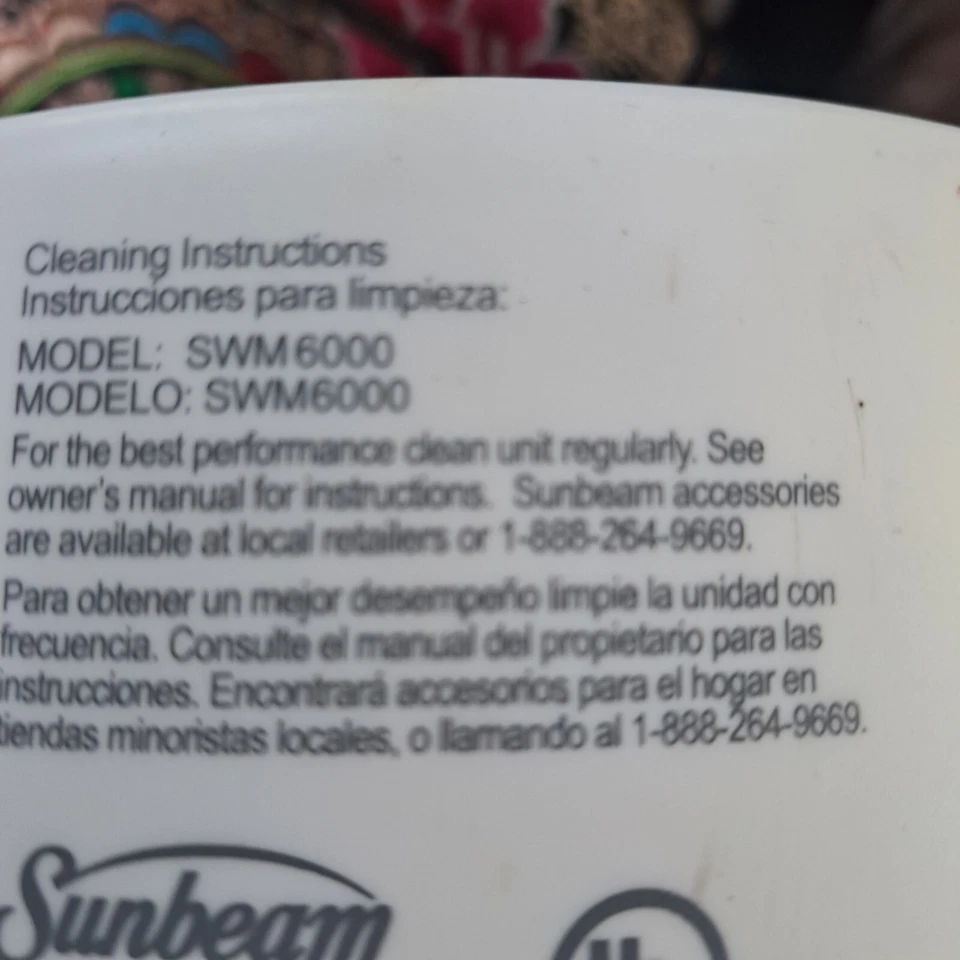 Cleaning Instructions
Instrucciones para limpieza:
MODEL: SWM6000
MODELO: SWM6000
For the best performance clean unit regularly. See
owner's manual for instructions. Sunbeam accessories
are available at local retailers or 1-888-264-9669.
Para obtener un mejor desempeño limpie la unidad con
frecuencia. Consulte el manual del propietario para las
instrucciones. Encontrará accesorios para el hogar en
tiendas minoristas locales, o llamando al 1-888-264-9669.
Sunbeam